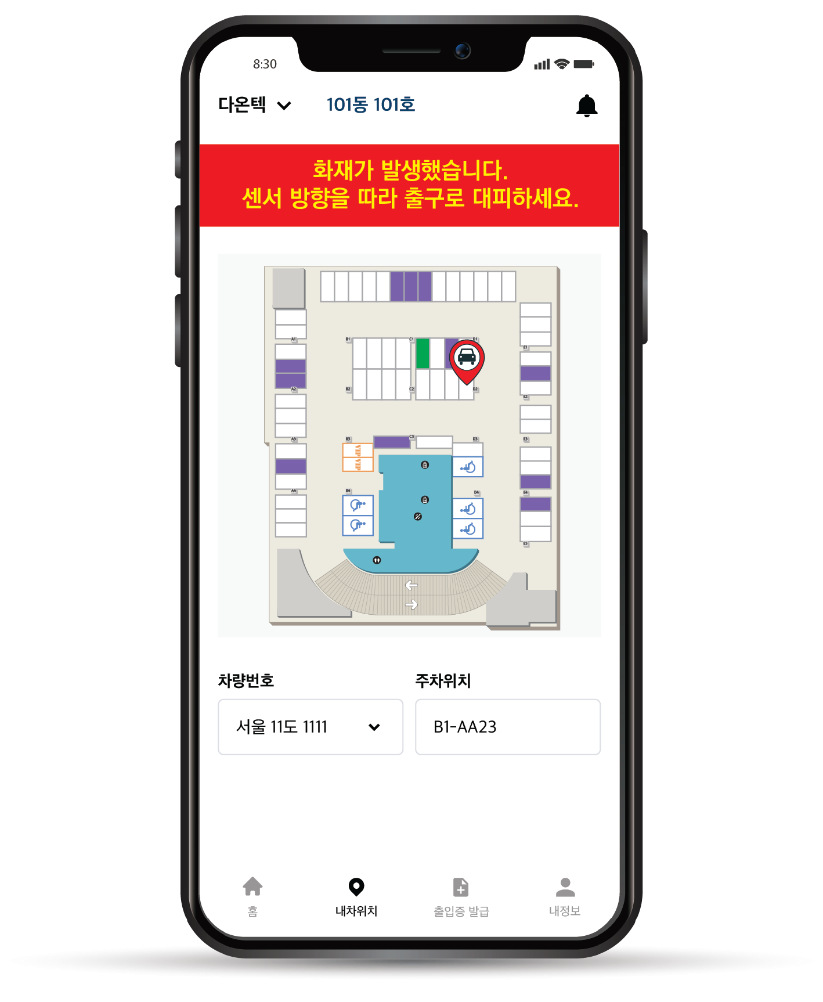 8:30
다온텍 101동 101호
화재가 발생했습니다.
센서 방향을 따라 출구로 대피하세요.
VIP
VIP
차량번호 주차위치
서울 11도 1111 B1-AA23
홈 내차위치 출입증 발급 내정보